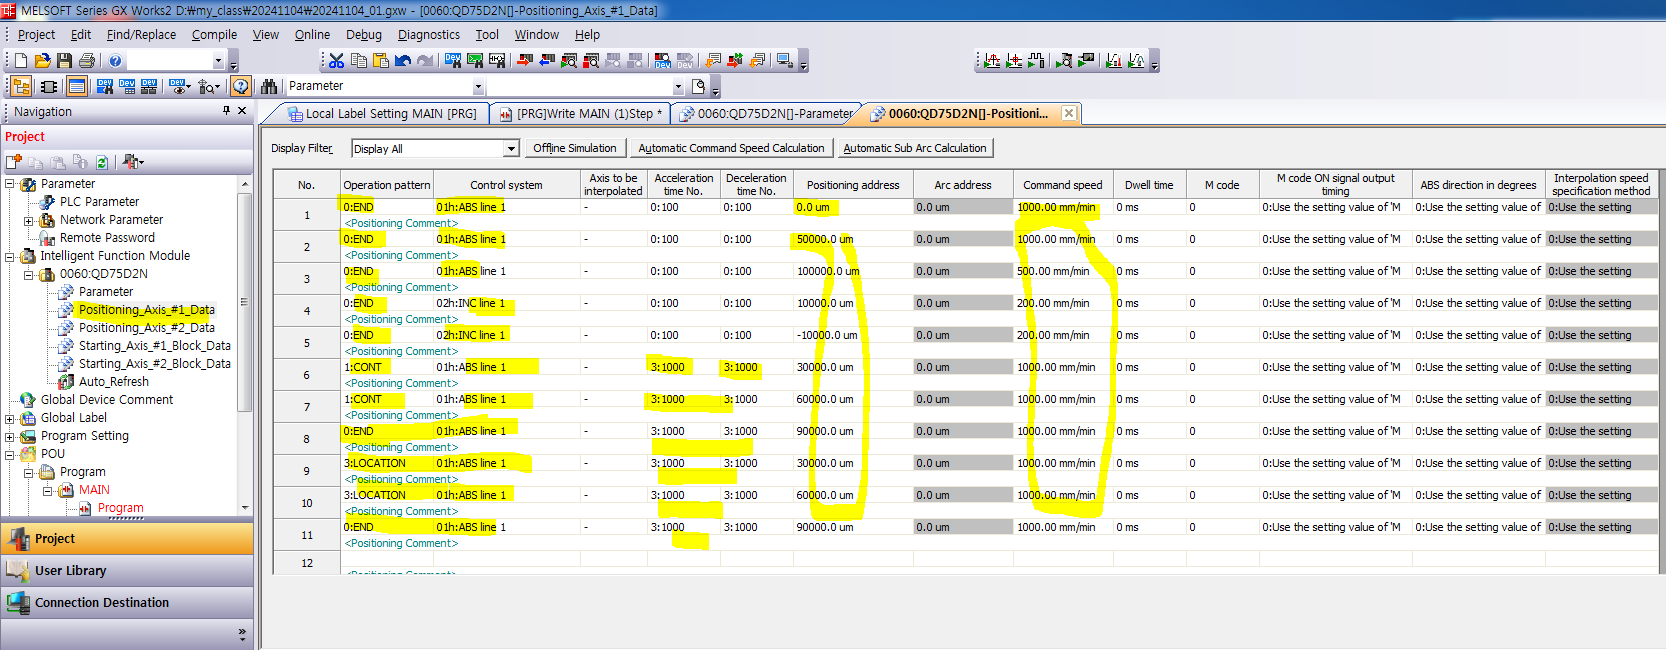 MELSOFT Series GX Works2 D:₩my_class₩20241104₩20241104_01.gxw - [0060:QD75D2N[]-Positioning_Axis_#1_Data]
Project Edit Find/Replace Compile View Online Debug Diagnostics Tool Window Help
Parameter
Navigation
Local Label Setting MAIN [PRG] [PRG]Write MAIN (1)Step * 0060:QD75D2N[]-Parameter 0060:QD75D2N[]-Positioni...
Project
Parameter
PLC Parameter
Network Parameter
Remote Password
Intelligent Function Module
0060:QD75D2N
Parameter
Positioning_Axis_#1_Data
Positioning_Axis_#2_Data
Starting_Axis_#1_Block_Data
Starting_Axis_#2_Block_Data
Auto_Refresh
Global Device Comment
Global Label
Program Setting
POU
Program
MAIN
Program
Project
User Library
Connection Destination
Display Filter Display All Offline Simulation Automatic Command Speed Calculation Automatic Sub Arc Calculation
No. Operation pattern Control system Axis to be interpolated Acceleration time No. Deceleration time No. Positioning address Arc address Command speed Dwell time M code M code ON signal output timing ABS direction in degrees Interpolation speed specification method
1 0:END 01h:ABS line 1 - 0:100 0:100 0.0 um 0.0 um 1000.00 mm/min 0 ms 0 0:Use the setting value of 'M 0:Use the setting value of 0:Use the setting
<Positioning Comment>
2 0:END 01h:ABS line 1 - 0:100 0:100 50000.0 um 0.0 um 1000.00 mm/min 0 ms 0 0:Use the setting value of 'M 0:Use the setting value of 0:Use the setting
<Positioning Comment>
3 0:END 01h:ABS line 1 - 0:100 0:100 100000.0 um 0.0 um 500.00 mm/min 0 ms 0 0:Use the setting value of 'M 0:Use the setting value of 0:Use the setting
<Positioning Comment>
4 0:END 02h:INC line 1 - 0:100 0:100 10000.0 um 0.0 um 200.00 mm/min 0 ms 0 0:Use the setting value of 'M 0:Use the setting value of 0:Use the setting
<Positioning Comment>
5 0:END 02h:INC line 1 - 0:100 0:100 -10000.0 um 0.0 um 200.00 mm/min 0 ms 0 0:Use the setting value of 'M 0:Use the setting value of 0:Use the setting
<Positioning Comment>
6 1:CONT 01h:ABS line 1 - 3:1000 3:1000 30000.0 um 0.0 um 1000.00 mm/min 0 ms 0 0:Use the setting value of 'M 0:Use the setting value of 0:Use the setting
<Positioning Comment>
7 1:CONT 01h:ABS line 1 - 3:1000 3:1000 60000.0 um 0.0 um 1000.00 mm/min 0 ms 0 0:Use the setting value of 'M 0:Use the setting value of 0:Use the setting
<Positioning Comment>
8 0:END 01h:ABS line 1 - 3:1000 3:1000 90000.0 um 0.0 um 1000.00 mm/min 0 ms 0 0:Use the setting value of 'M 0:Use the setting value of 0:Use the setting
<Positioning Comment>
9 3:LOCATION 01h:ABS line 1 - 3:1000 3:1000 30000.0 um 0.0 um 1000.00 mm/min 0 ms 0 0:Use the setting value of 'M 0:Use the setting value of 0:Use the setting
<Positioning Comment>
10 3:LOCATION 01h:ABS line 1 - 3:1000 3:1000 60000.0 um 0.0 um 1000.00 mm/min 0 ms 0 0:Use the setting value of 'M 0:Use the setting value of 0:Use the setting
<Positioning Comment>
11 0:END 01h:ABS line 1 - 3:1000 3:1000 90000.0 um 0.0 um 1000.00 mm/min 0 ms 0 0:Use the setting value of 'M 0:Use the setting value of 0:Use the setting
<Positioning Comment>
12